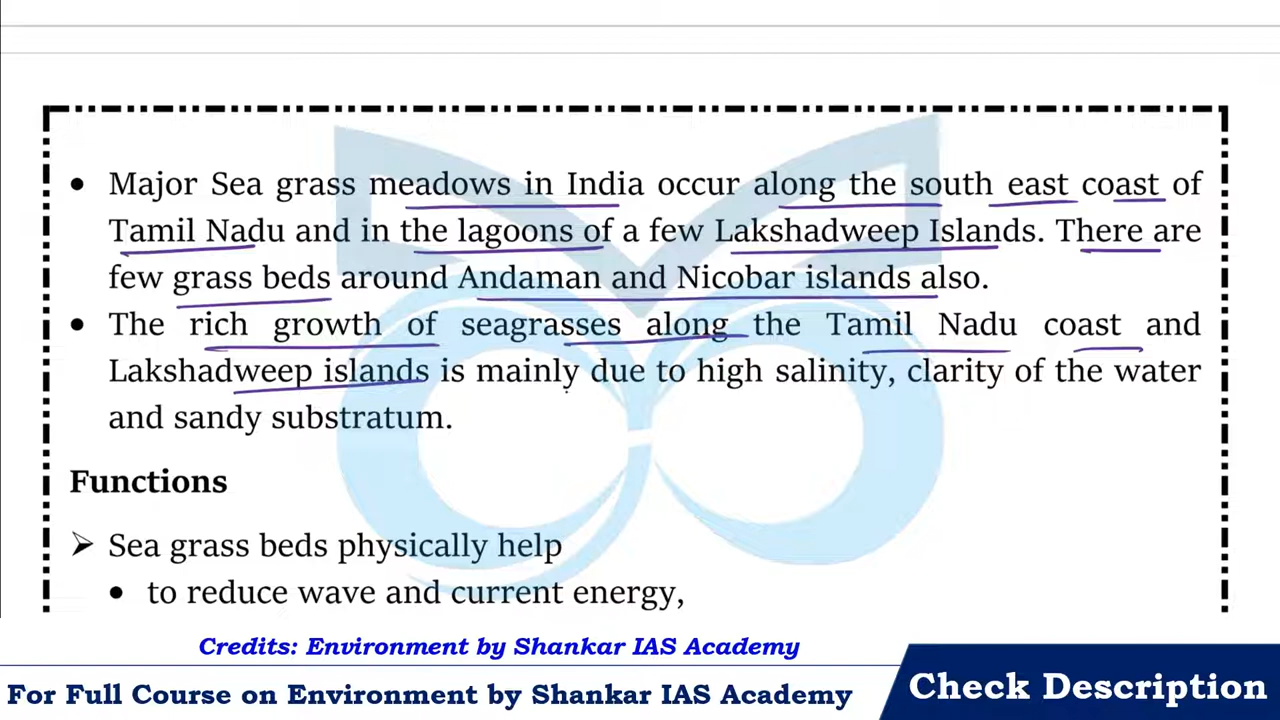 • Major Sea grass meadows in India occur along the south east coast of
Tamil Nadu and in the lagoons of a few Lakshadweep Islands. There are
few grass beds around Andaman and Nicobar islands also.
• The rich growth of seagrasses along the Tamil Nadu coast and
Lakshadweep islands is mainly due to high salinity, clarity of the water
and sandy substratum.
Functions
➢ Sea grass beds physically help
• to reduce wave and current energy,
Credits: Environment by Shankar IAS Academy
For Full Course on Environment by Shankar IAS Academy
Check Description